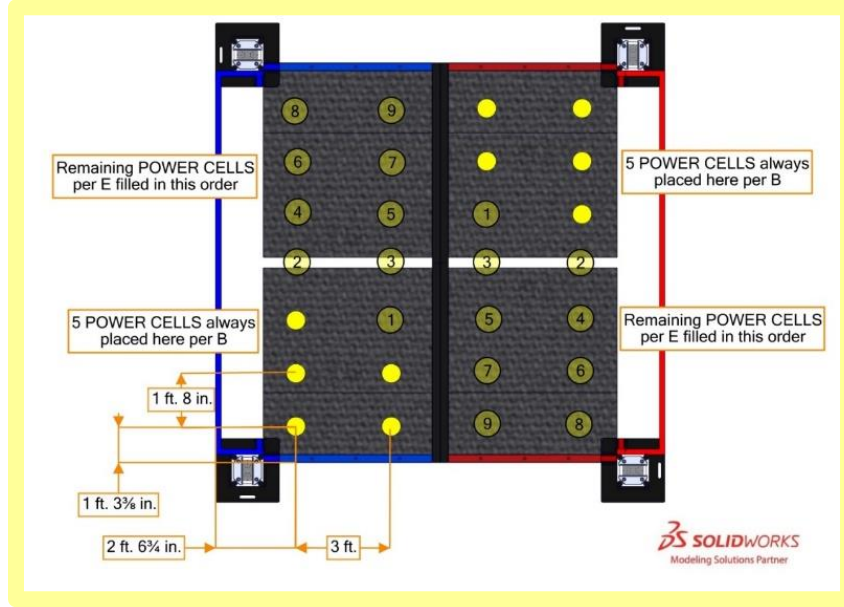 8 9
6 7
4 5
2 3
1
1
3 2
5 4
7 6
9 8
Remaining POWER CELLS
per E filled in this order
5 POWER CELLS always
placed here per B
5 POWER CELLS always
placed here per B
Remaining POWER CELLS
per E filled in this order
1 ft. 8 in.
1 ft. 3⅜ in.
2 ft. 6¾ in.
3 ft.
SOLIDWORKS
Modeling Solutions Partner